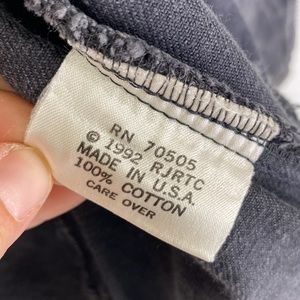 RN 70505
© 1992 RJRTC
MADE IN U.S.A.
100% COTTON
CARE OVER